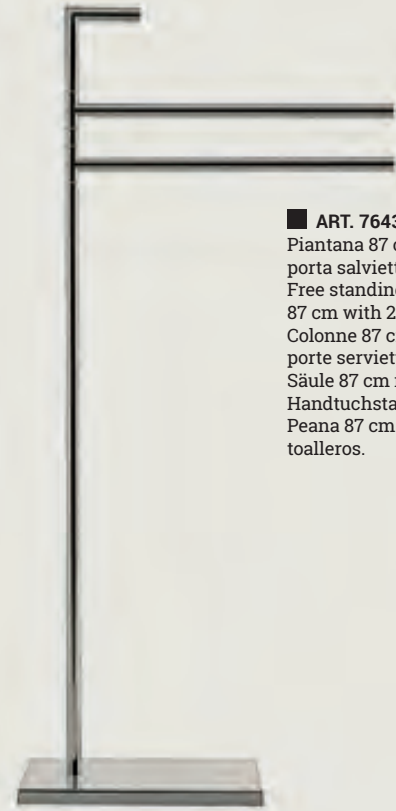 ART. 7643
Piantana 87
porta
Free
87 cm with 2
Colonne 87
porte
Säule 87 cm
Peana 87 cm
toalleros.